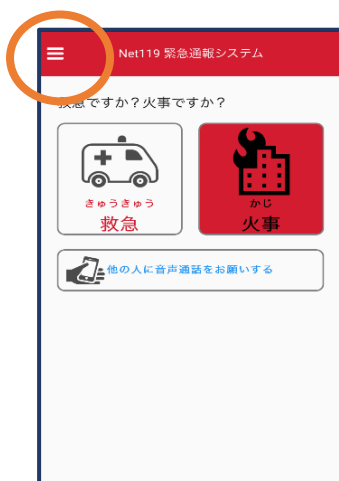 Net119 緊急通報システム
救急ですか？火事ですか？
きゅうきゅう
救急
かじ
火事
他の人に音声通話をお願いする